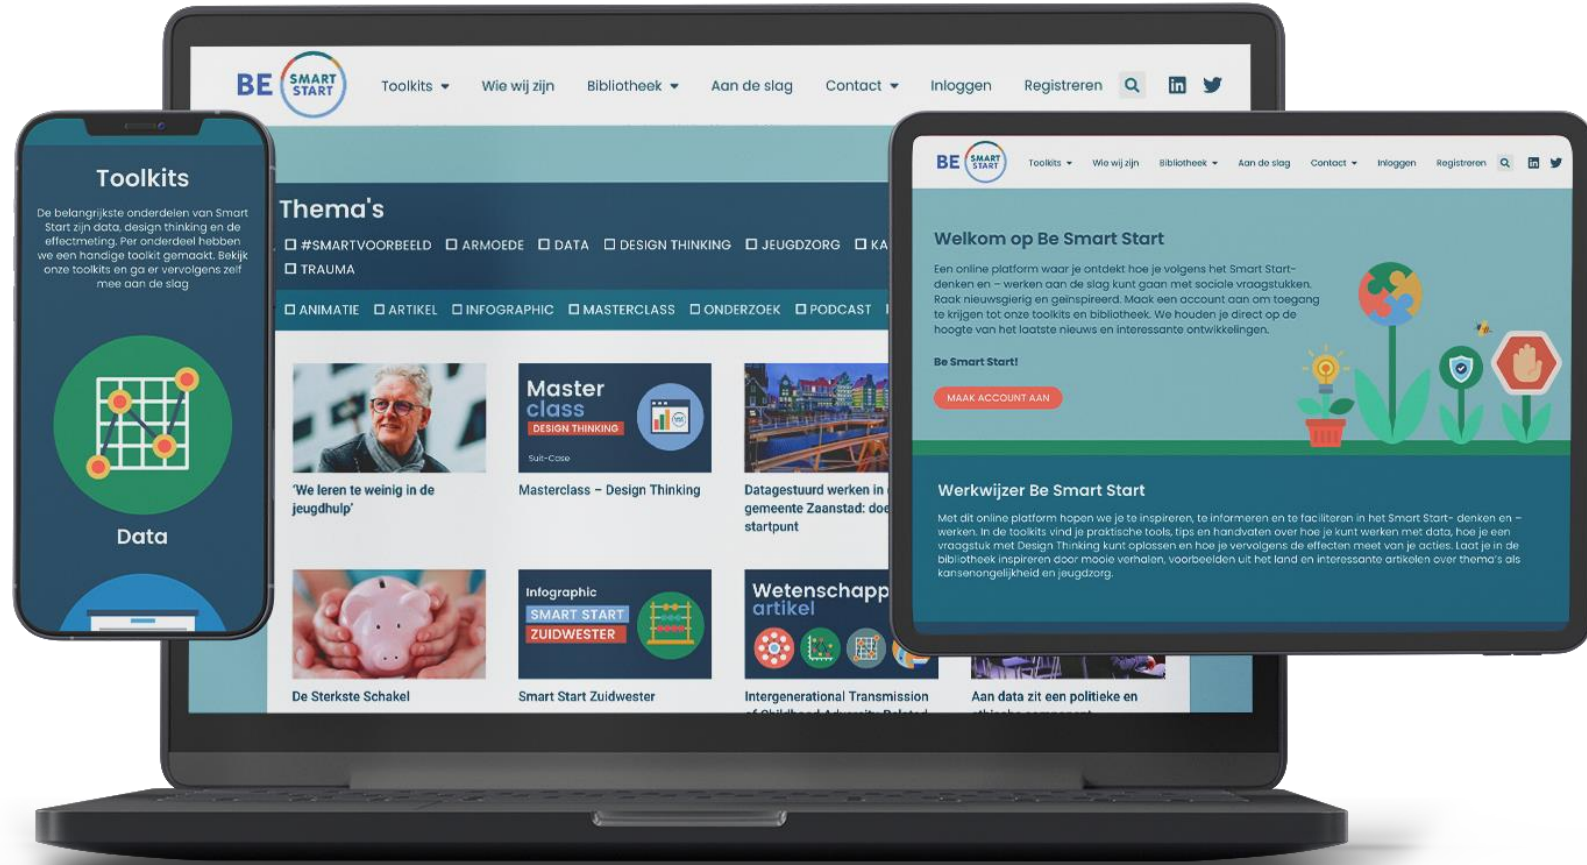 BE SMART START
Toolkits
Wie wij zijn
Bibliotheek
Aan de slag
Contact
Inloggen
Registreren
Thema's
#SMARTVOORBEELD
ARMOEDE
DATA
DESIGN THINKING
JEUGDZORG
KA
TRAUMA
ANIMATIE
ARTIKEL
INFOGRAPHIC
MASTERCLASS
ONDERZOEK
PODCAST
'We leren te weinig in de
jeugdhulp'
Master
class
DESIGN THINKING
Suit-Case
Masterclass – Design Thinking
Datagestuurd werken in
gemeente Zaanstad: doe
startpunt
De Sterkste Schakel
Infographic
SMART START
ZUIDWESTER
Smart Start Zuidwester
Wetenschapp
artikel
Intergenerational Transmission
of Childhood Adversity Related
Aan data zit een politieke en
ethische component
Toolkits
De belangrijkste onderdelen van Smart
Start zijn data, design thinking en de
effectmeting. Per onderdeel hebben
we een handige toolkit gemaakt. Bekijk
onze toolkits en ga er vervolgens zelf
mee aan de slag
Data
BE SMART START
Toolkits
Wie wij zijn
Bibliotheek
Aan de slag
Contact
Inloggen
Registreren
Welkom op Be Smart Start
Een online platform waar je ontdekt hoe je volgens het Smart Start-
denken en – werken aan de slag kunt gaan met sociale vraagstukken.
Raak nieuwsgierig en geïnspireerd. Maak een account aan om toegang
te krijgen tot onze toolkits en bibliotheek. We houden je direct op de
hoogte van het laatste nieuws en interessante ontwikkelingen.
Be Smart Start!
MAAK ACCOUNT AAN
Werkwijzer Be Smart Start
Met dit online platform hopen we je te inspireren, te informeren en te faciliteren in het Smart Start- denken en –
werken. In de toolkits vind je praktische tools, tips en handvaten over hoe je kunt werken met data, hoe je een
vraagstuk met Design Thinking kunt oplossen en hoe je vervolgens de effecten meet van je acties. Laat je in de
bibliotheek inspireren door mooie verhalen, voorbeelden uit het land en interessante artikelen over thema's als
kansenongelijkheid en jeugdzorg.